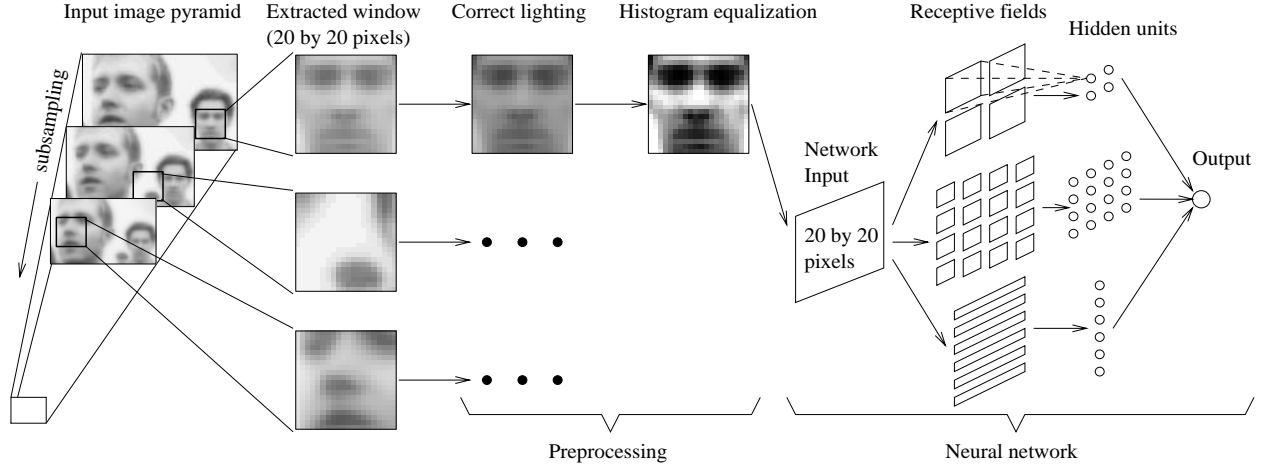 Input image pyramid
Extracted window
(20 by 20 pixels)
Correct lighting
Histogram equalization
Receptive fields
Hidden units
subsampling
Network
Input
Output
20 by 20
pixels
Preprocessing
Neural network